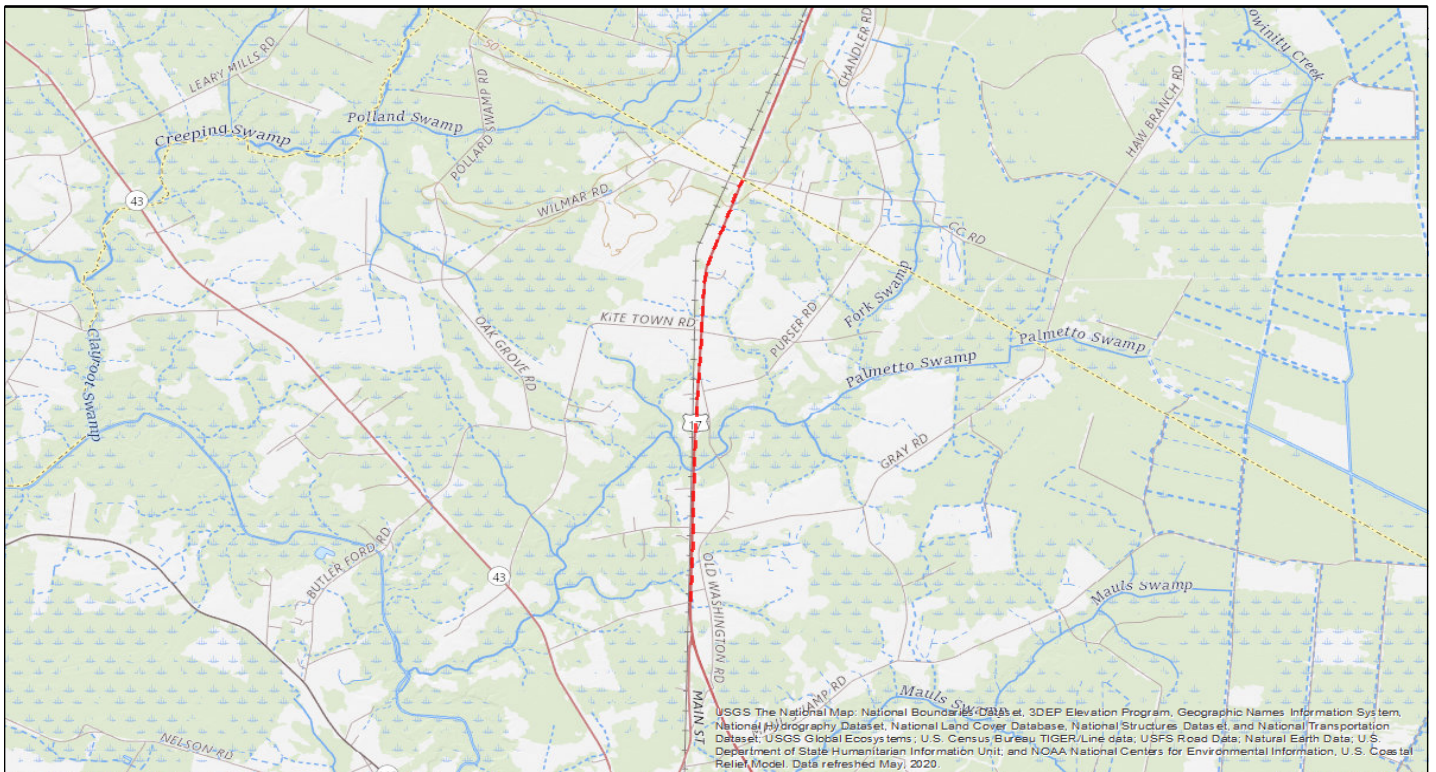 LEARY MILLS RD
50
CHANDLER RD
Creek
Creeping Swamp
Polland Swamp
POLLARD SWAMP RD
HAW BRANCH RD
43
WILMAR RD
CG RD
Fork Swamp
KITE TOWN RD
OAK GROVE RD
PURSER RD
Palmetto Swamp
Palmetto Swamp
Clayroot Swamp
17
GRAY RD
BUTLER FORD RD
43
OLD WASHINGTON RD
Mauls Swamp
MAIN ST
RD
Mauls Swamp
NELSON RD
USGS The National Map: National Boundaries Dataset, 3DEP Elevation Program, Geographic Names Information System,
National Hydrography Dataset, National Land Cover Database, National Structures Dataset, and National Transportation
Dataset; USGS Global Ecosystems; U.S. Census Bureau TIGER/Line data; USFS Road Data; Natural Earth Data; U.S.
Department of State Humanitarian Information Unit; and NOAA National Centers for Environmental Information, U.S. Coastal
Relief Model. Data refreshed May, 2020.